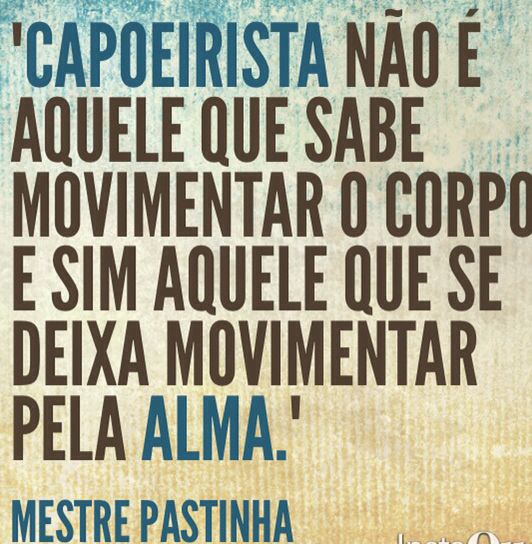 'CAPOEIRISTA NÃO É
AQUELE QUE SABE
MOVIMENTAR O CORPO
E SIM AQUELE QUE SE
DEIXA MOVIMENTAR
PELA ALMA.'
MESTRE PASTINHA